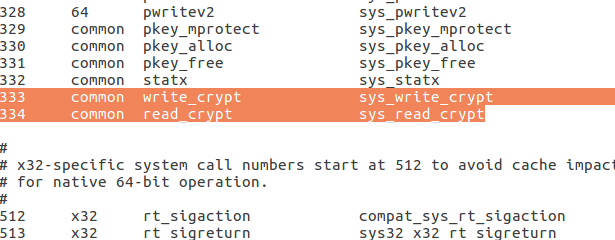 328 64 pwritev2 sys_pwritev2
329 common pkey_mprotect sys_pkey_mprotect
330 common pkey_alloc sys_pkey_alloc
331 common pkey_free sys_pkey_free
332 common statx sys_statx
333 common write_crypt sys_write_crypt
334 common read_crypt sys_read_crypt
#
# x32-specific system call numbers start at 512 to avoid cache impact
# for native 64-bit operation.
#
512 x32 rt_sigaction compat_sys_rt_sigaction
513 x32 rt_sigreturn sys32_x32_rt_sigreturn